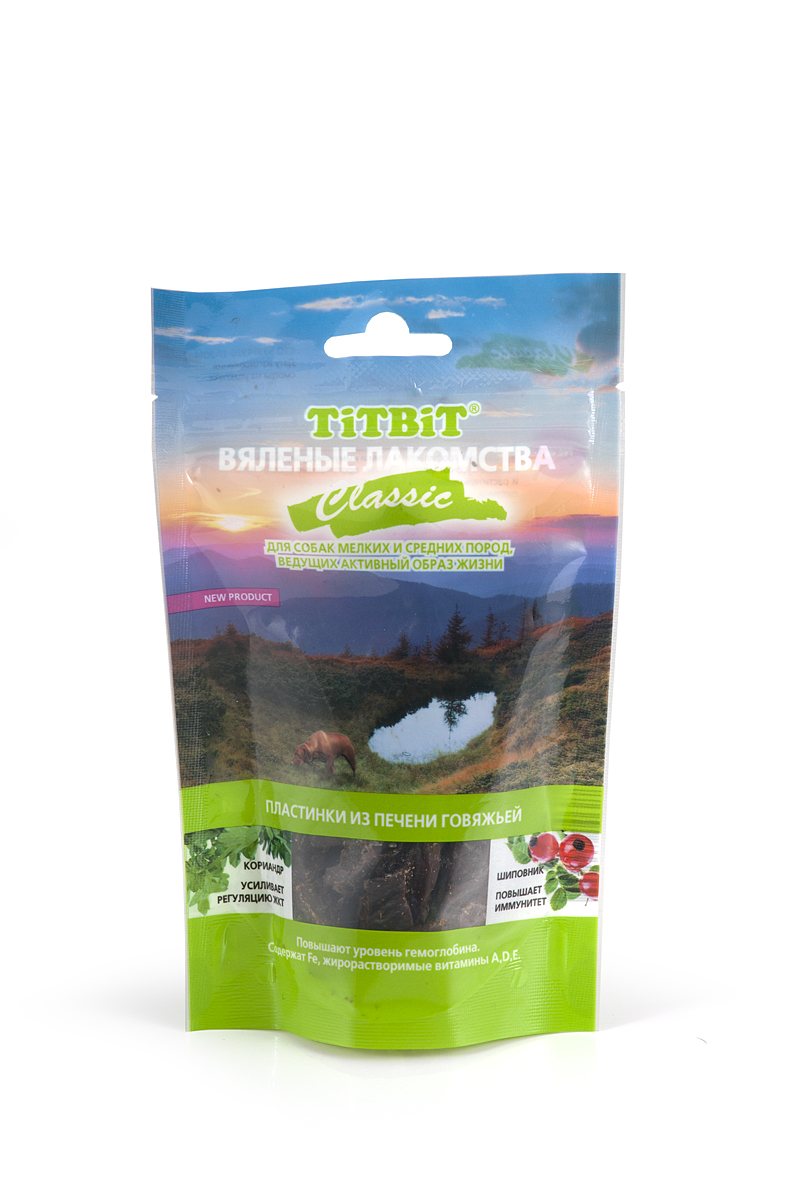 TiTBiT®
ВЯЛЕНЫЕ ЛАКОМСТВА
Classic
ДЛЯ СОБАК МЕЛКИХ И СРЕДНИХ ПОРОД,
ВЕДУЩИХ АКТИВНЫЙ ОБРАЗ ЖИЗНИ
NEW PRODUCT
ПЛАСТИНКИ ИЗ ПЕЧЕНИ ГОВЯЖЬЕЙ
КОРИАНДР
УСИЛИВАЕТ
РЕГУЛЯЦИЮ ЖКТ
ШИПОВНИК
ПОВЫШАЕТ
ИММУНИТЕТ
Повышают уровень гемоглобина.
Содержат Fe, жирорастворимые витамины A,D,E.